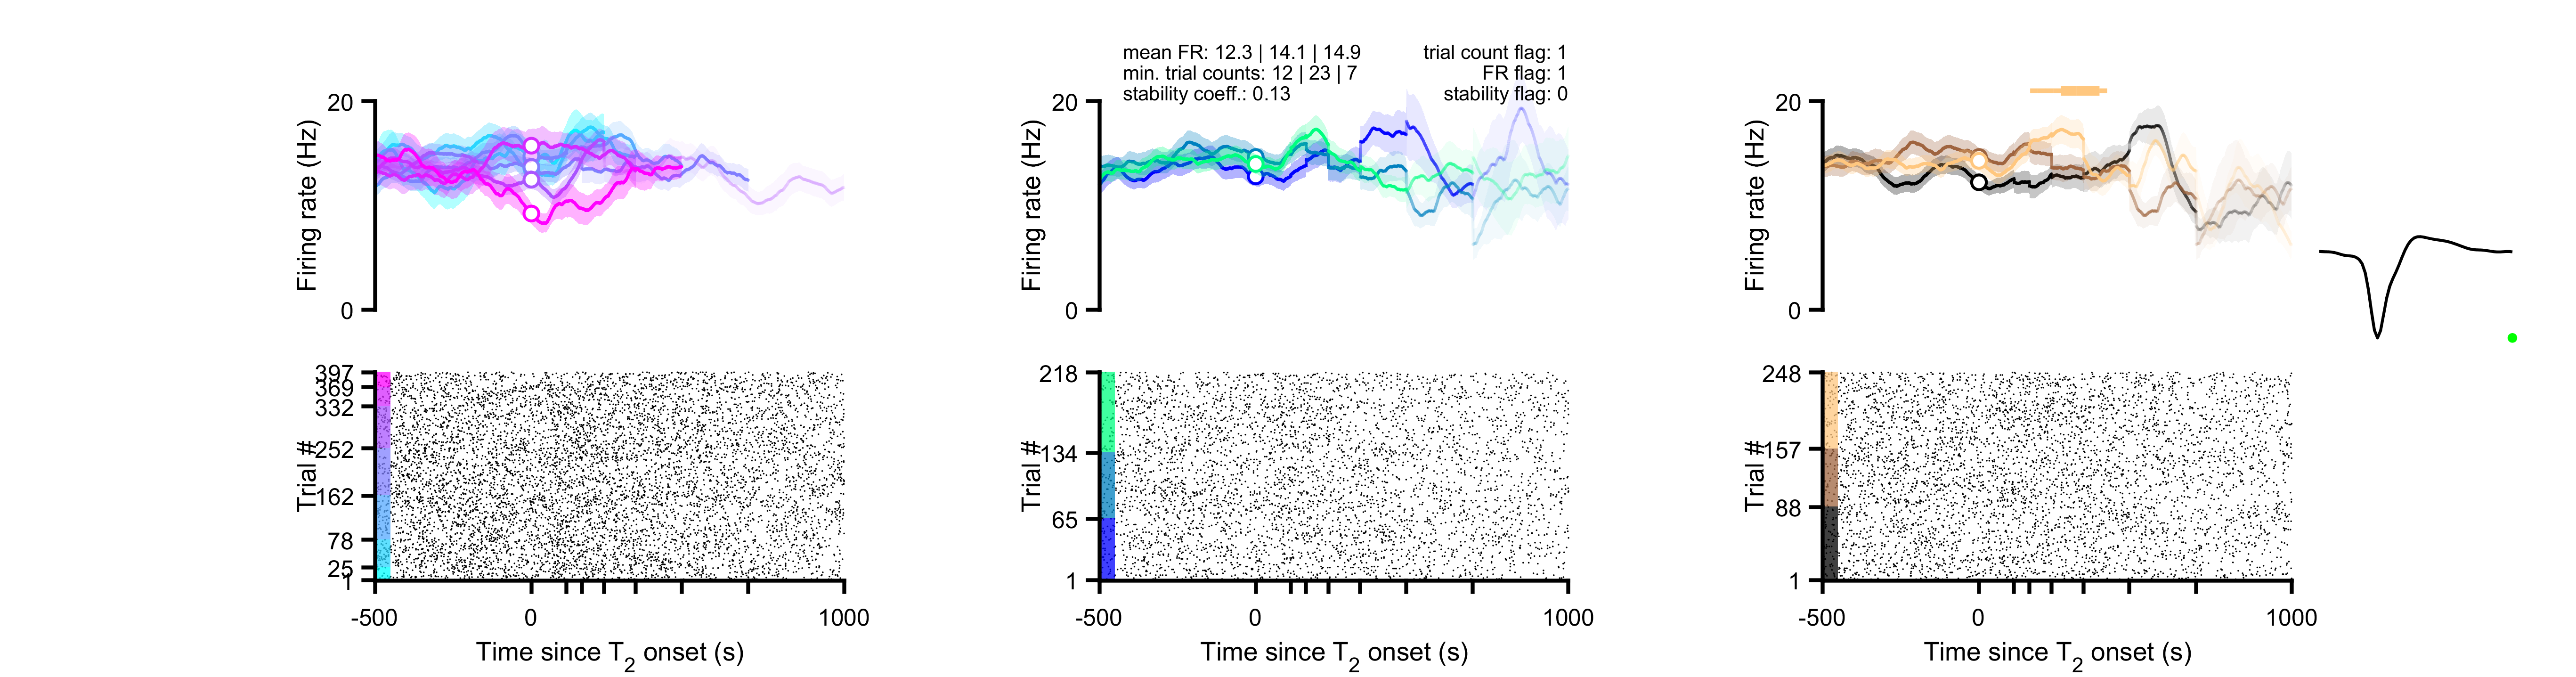 mean FR: 12.3 | 14.1 | 14.9
trial count flag: 1
min. trial counts: 12 | 23 | 7
FR flag: 1
stability coeff.: 0.13
stability flag: 0
20
0
Firing rate (Hz)
20
0
Firing rate (Hz)
20
0
Firing rate (Hz)
397
369
332
252
162
78
25
1
Trial #
-500
0
1000
Time since T2 onset (s)
218
134
65
1
Trial #
-500
0
1000
Time since T2 onset (s)
248
157
88
1
Trial #
-500
0
1000
Time since T2 onset (s)